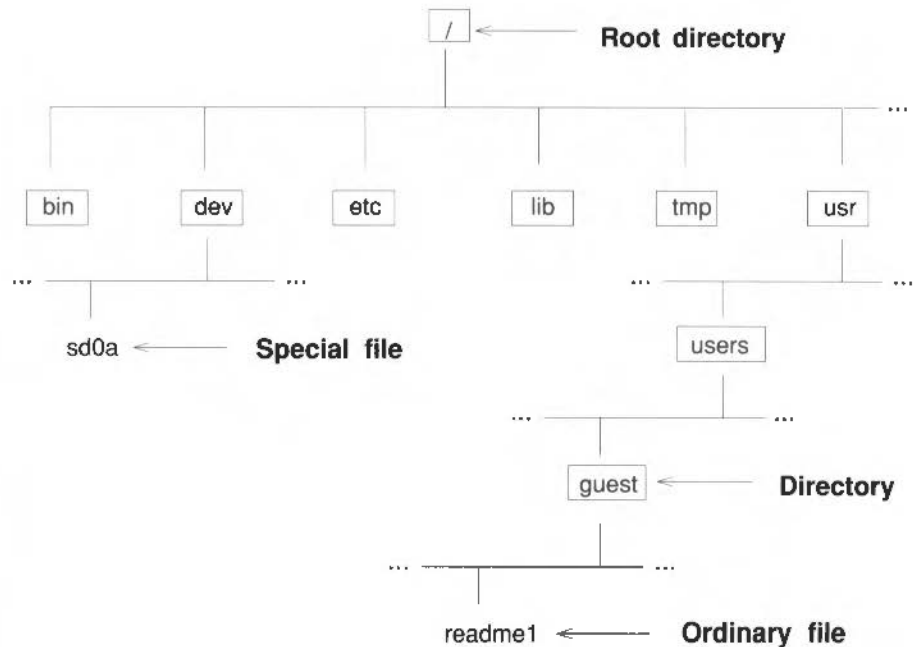 / Root directory
...
bin dev etc lib tmp usr
... ... ... ...
sd0a Special file users
... ...
guest Directory
... ...
readme1 Ordinary file